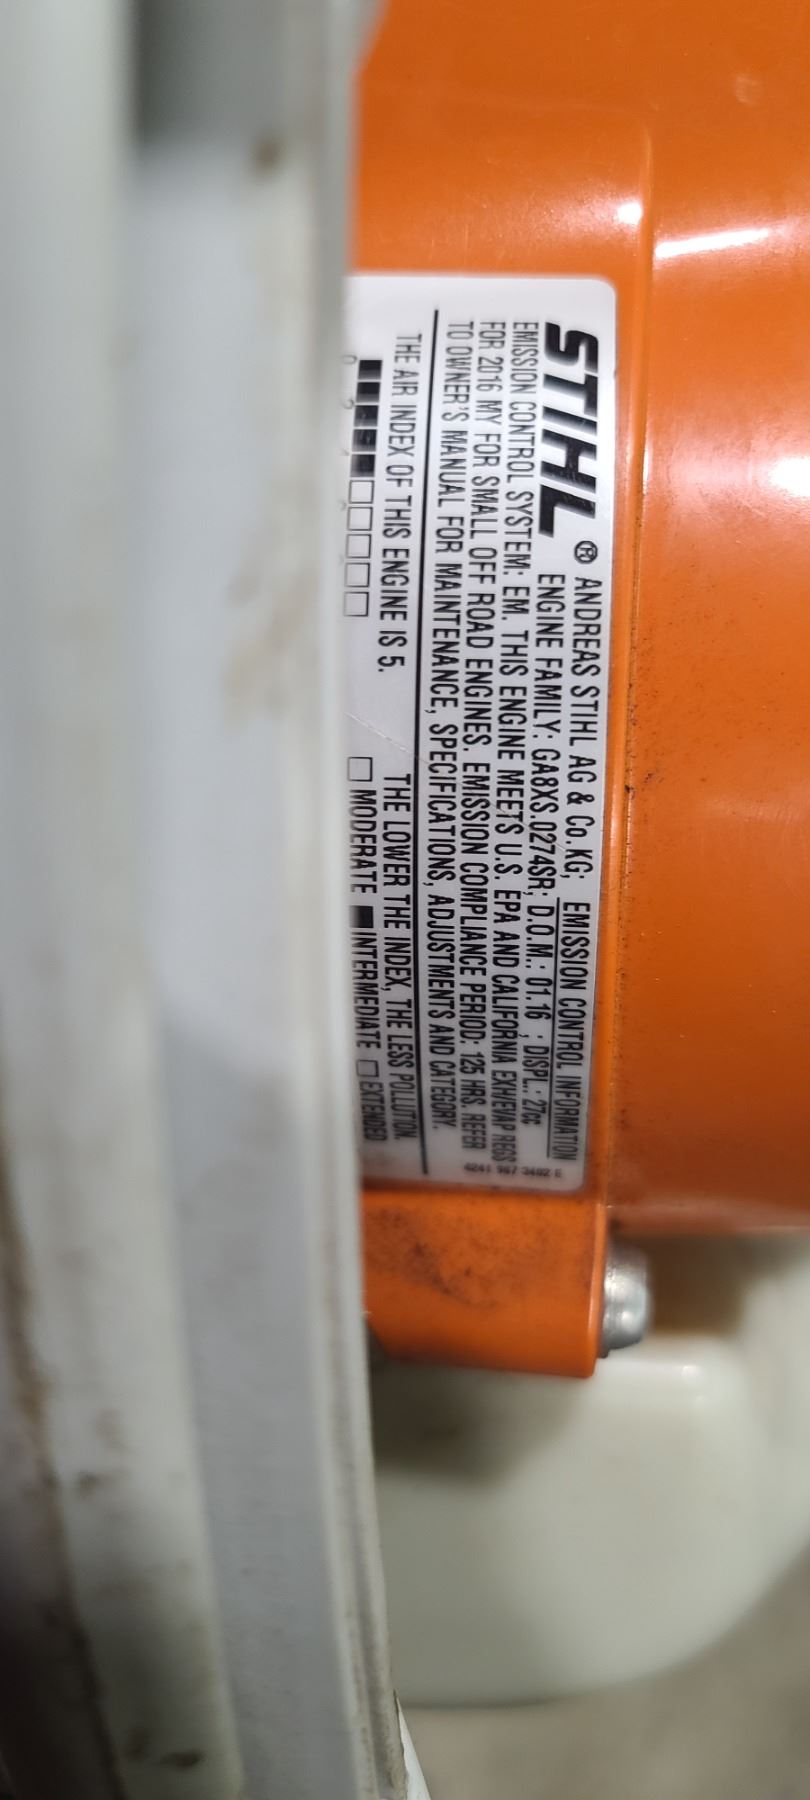 STIHL® ANDREAS STIHL AG & Co.KG; EMISSION CONTROL INFORMATION
ENGINE FAMILY: GA8XS.0274SR; D.O.M.: 01.16 ; DISPL.: 27cc
EMISSION CONTROL SYSTEM: EM. THIS ENGINE MEETS U.S. EPA AND CALIFORNIA EXH/EVAP REGS
FOR 2016 MY FOR SMALL OFF ROAD ENGINES. EMISSION COMPLIANCE PERIOD: 125 HRS. REFER
TO OWNER'S MANUAL FOR MAINTENANCE, SPECIFICATIONS, ADJUSTMENTS AND CATEGORY.
4241 967 3402 E
THE AIR INDEX OF THIS ENGINE IS 5. THE LOWER THE INDEX, THE LESS POLLUTION.
MODERATE INTERMEDIATE EXTENDED